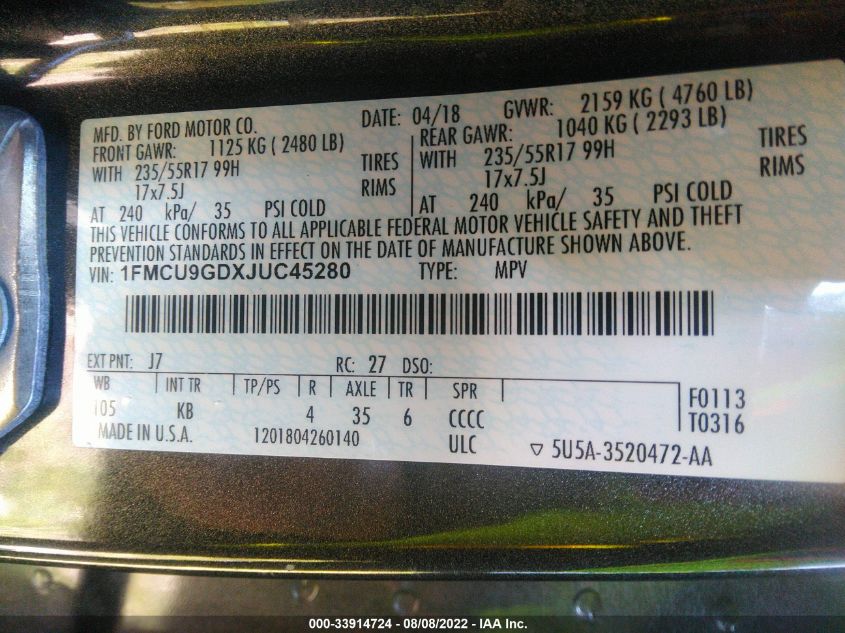 MFD. BY FORD MOTOR CO. DATE: 04/18 GVWR: 2159 KG ( 4760 LB)
FRONT GAWR: 1125 KG ( 2480 LB) REAR GAWR: 1040 KG ( 2293 LB)
WITH 235/55R17 99H TIRES WITH 235/55R17 99H TIRES
17x7.5J RIMS 17x7.5J RIMS
AT 240 kPa/ 35 PSI COLD AT 240 kPa/ 35 PSI COLD
THIS VEHICLE CONFORMS TO ALL APPLICABLE FEDERAL MOTOR VEHICLE SAFETY AND THEFT
PREVENTION STANDARDS IN EFFECT ON THE DATE OF MANUFACTURE SHOWN ABOVE.
VIN: 1FMCU9GDXJUC45280 TYPE: MPV
EXT PNT: J7 RC: 27 DSO:
WB INT TR TP/PS R AXLE TR SPR
105 KB 4 35 6 CCCC
F0113
T0316
MADE IN U.S.A. 1201804260140 ULC ▽ 5U5A-3520472-AA
000-33914724 - 08/08/2022 - IAA Inc.